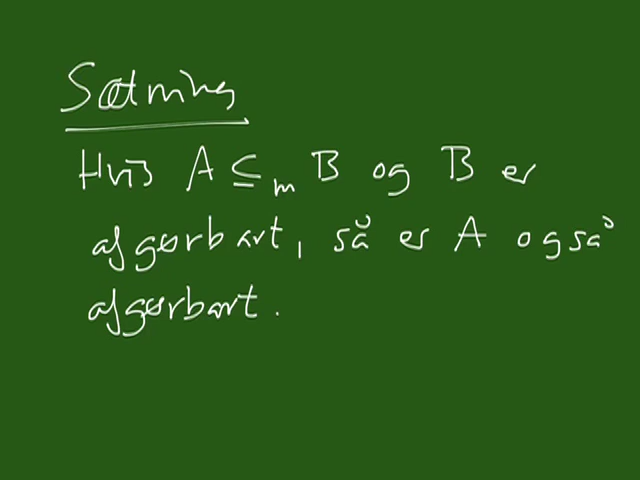 Sætning
Hvis A ≤ₘ B og B er
afgørbart, så er A også
afgørbart.